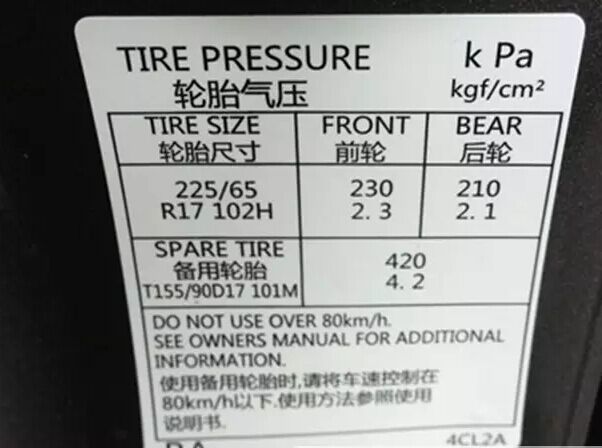 TIRE PRESSURE k Pa
轮胎气压 kgf/cm²
TIRE SIZE FRONT BEAR
轮胎尺寸 前轮 后轮
225/65 230 210
R17 102H 2. 3 2. 1
SPARE TIRE 420
备用轮胎 4. 2
T155/90D17 101M
DO NOT USE OVER 80km/h.
SEE OWNERS MANUAL FOR ADDITIONAL
INFORMATION.
使用备用轮胎时,请将车速控制在
80km/h以下.使用方法参照使用
说明书.
4CL2A